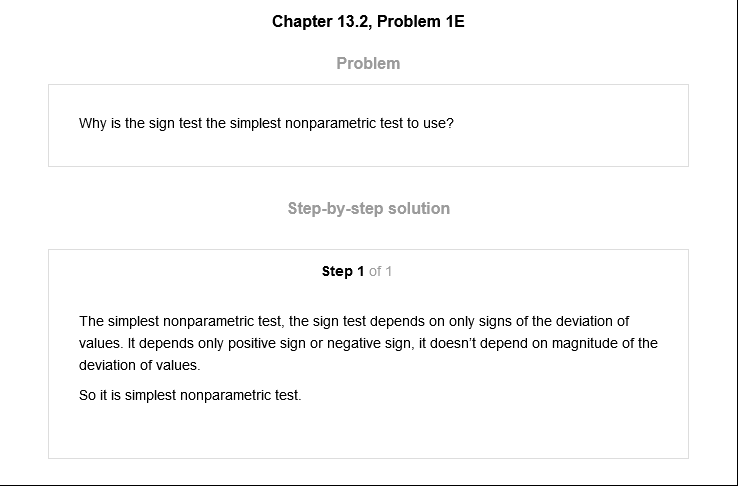 Chapter 13.2, Problem 1E
Problem
Why is the sign test the simplest nonparametric test to use?
Step-by-step solution
Step 1 of 1
The simplest nonparametric test, the sign test depends on only signs of the deviation of
values. It depends only positive sign or negative sign, it doesn't depend on magnitude of the
deviation of values.
So it is simplest nonparametric test.